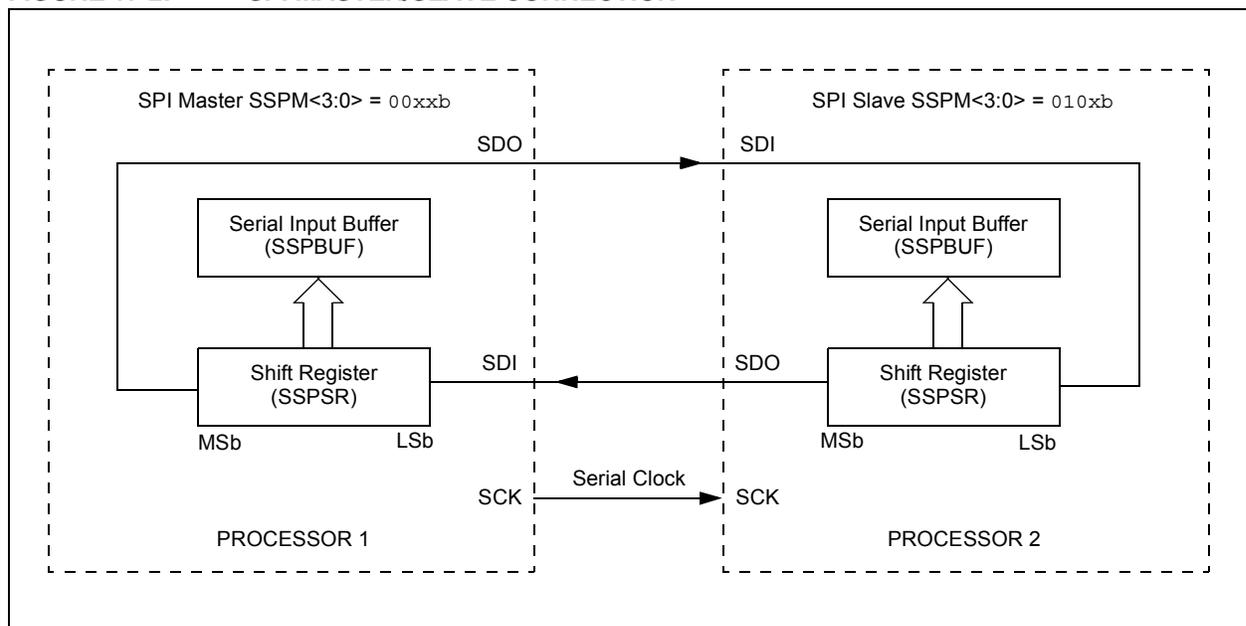 SPI Master SSPM<3:0> = 00xxb
SPI Slave SSPM<3:0> = 010xb
SDO
SDI
Serial Input Buffer
(SSPBUF)
Serial Input Buffer
(SSPBUF)
Shift Register
(SSPSR)
SDI
SDO
Shift Register
(SSPSR)
MSb
LSb
MSb
LSb
Serial Clock
SCK
SCK
PROCESSOR 1
PROCESSOR 2